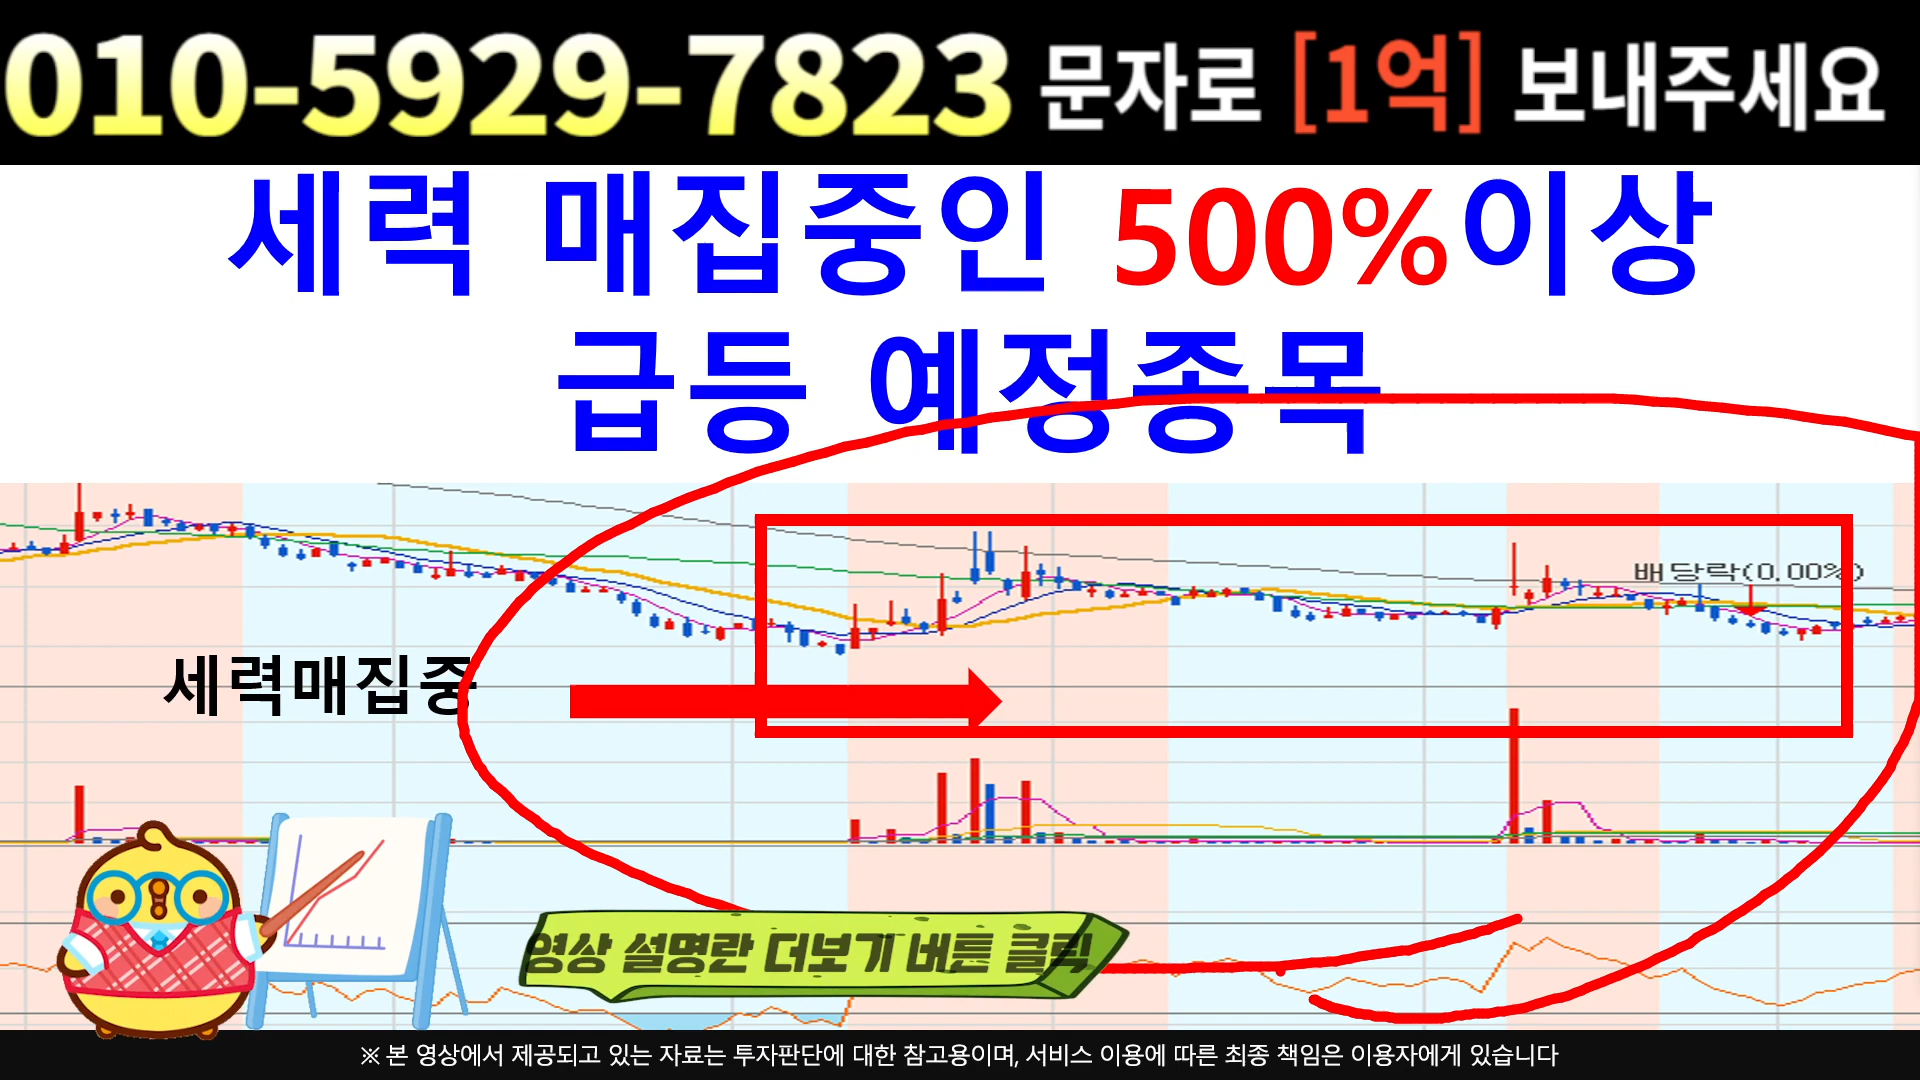 010-5929-7823 문자로 [1억] 보내주세요
세력 매집중인 500%이상
급등 예정종목
배당락(0.00%)
세력매집중
영상 설명란 더보기 버튼 클릭
※ 본 영상에서 제공되고 있는 자료는 투자판단에 대한 참고용이며, 서비스 이용에 따른 최종 책임은 이용자에게 있습니다